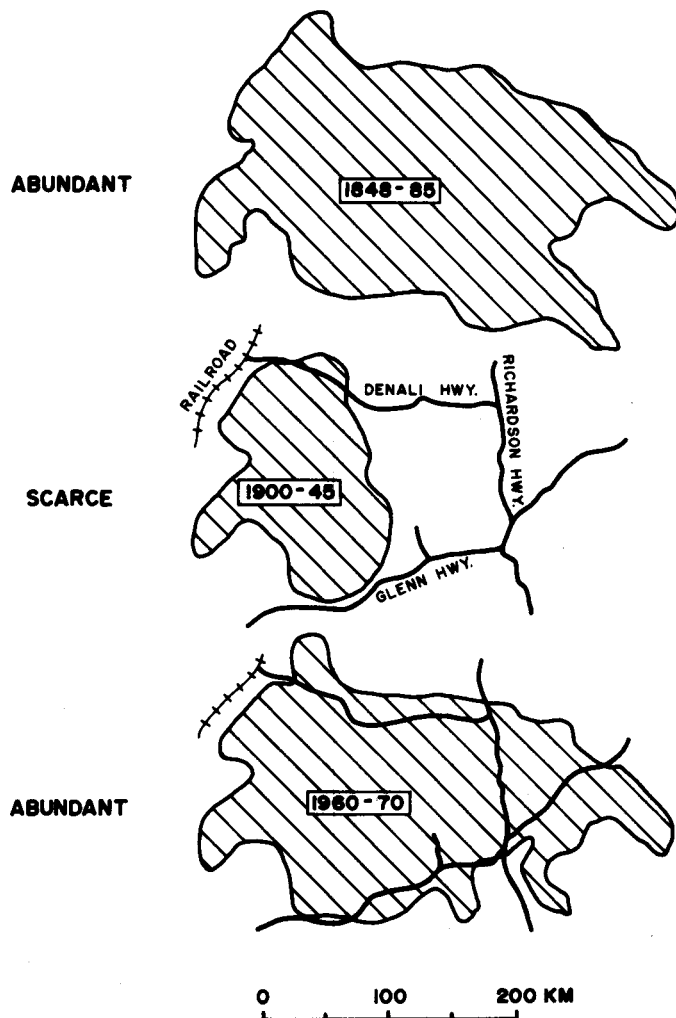 ABUNDANT
1848-85
RAILROAD
DENALI HWY.
RICHARDSON HWY.
SCARCE
1900-45
GLENN HWY.
ABUNDANT
1960-70
0 100 200 KM